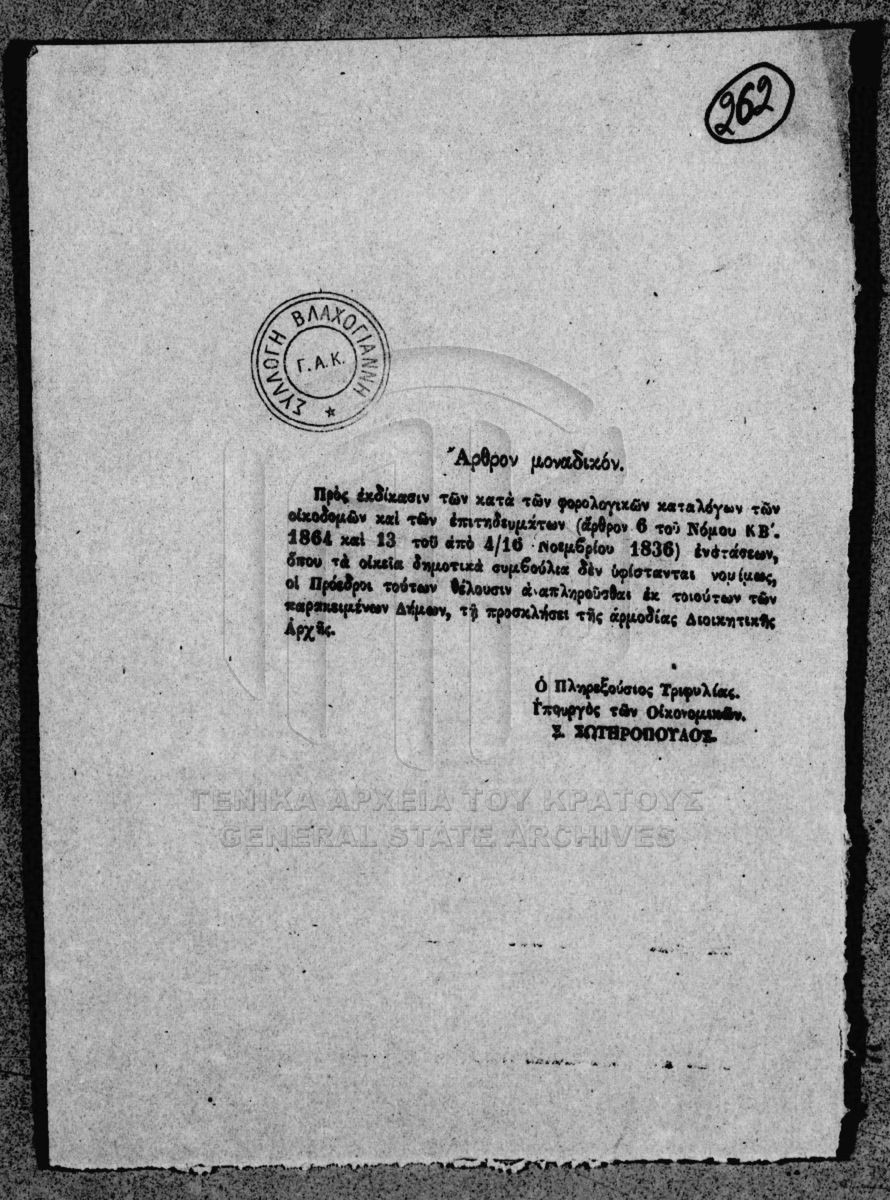 262
ΣΥΛΛΟΓΗ ΒΛΑΧΟΓΙΑΝΝΗ
Γ.Α.Κ.
Ἄρθρον μοναδικόν.
Πρὸς ἐκδίκασιν τῶν κατὰ τῶν φορολογικῶν καταλόγων τῶν
οἰκοδομῶν καὶ τῶν ἐπιτηδευμάτων (ἄρθρον 6 τοῦ Νόμου ΚΒʹ.
1864 καὶ 13 τοῦ ἀπὸ 4/16 Νοεμβρίου 1836) ἐνστάσεων,
ὅπου τὰ οἰκεῖα δημοτικὰ συμβούλια δὲν ὑφίστανται νομίμως,
οἱ Πρόεδροι τούτων θέλουσιν ἀναπληροῦσθαι ἐκ τοιούτων τῶν
παρακειμένων Δήμων, τῇ προσκλήσει τῆς ἁρμοδίας Διοικητικῆς
Ἀρχῆς.
Ὁ Πληρεξούσιος Τριφυλίας.
Ὑπουργὸς τῶν Οἰκονομικῶν.
Σ. ΣΩΤΗΡΟΠΟΥΛΟΣ.
ΓΕΝΙΚΑ ΑΡΧΕΙΑ ΤΟΥ ΚΡΑΤΟΥΣ
GENERAL STATE ARCHIVES